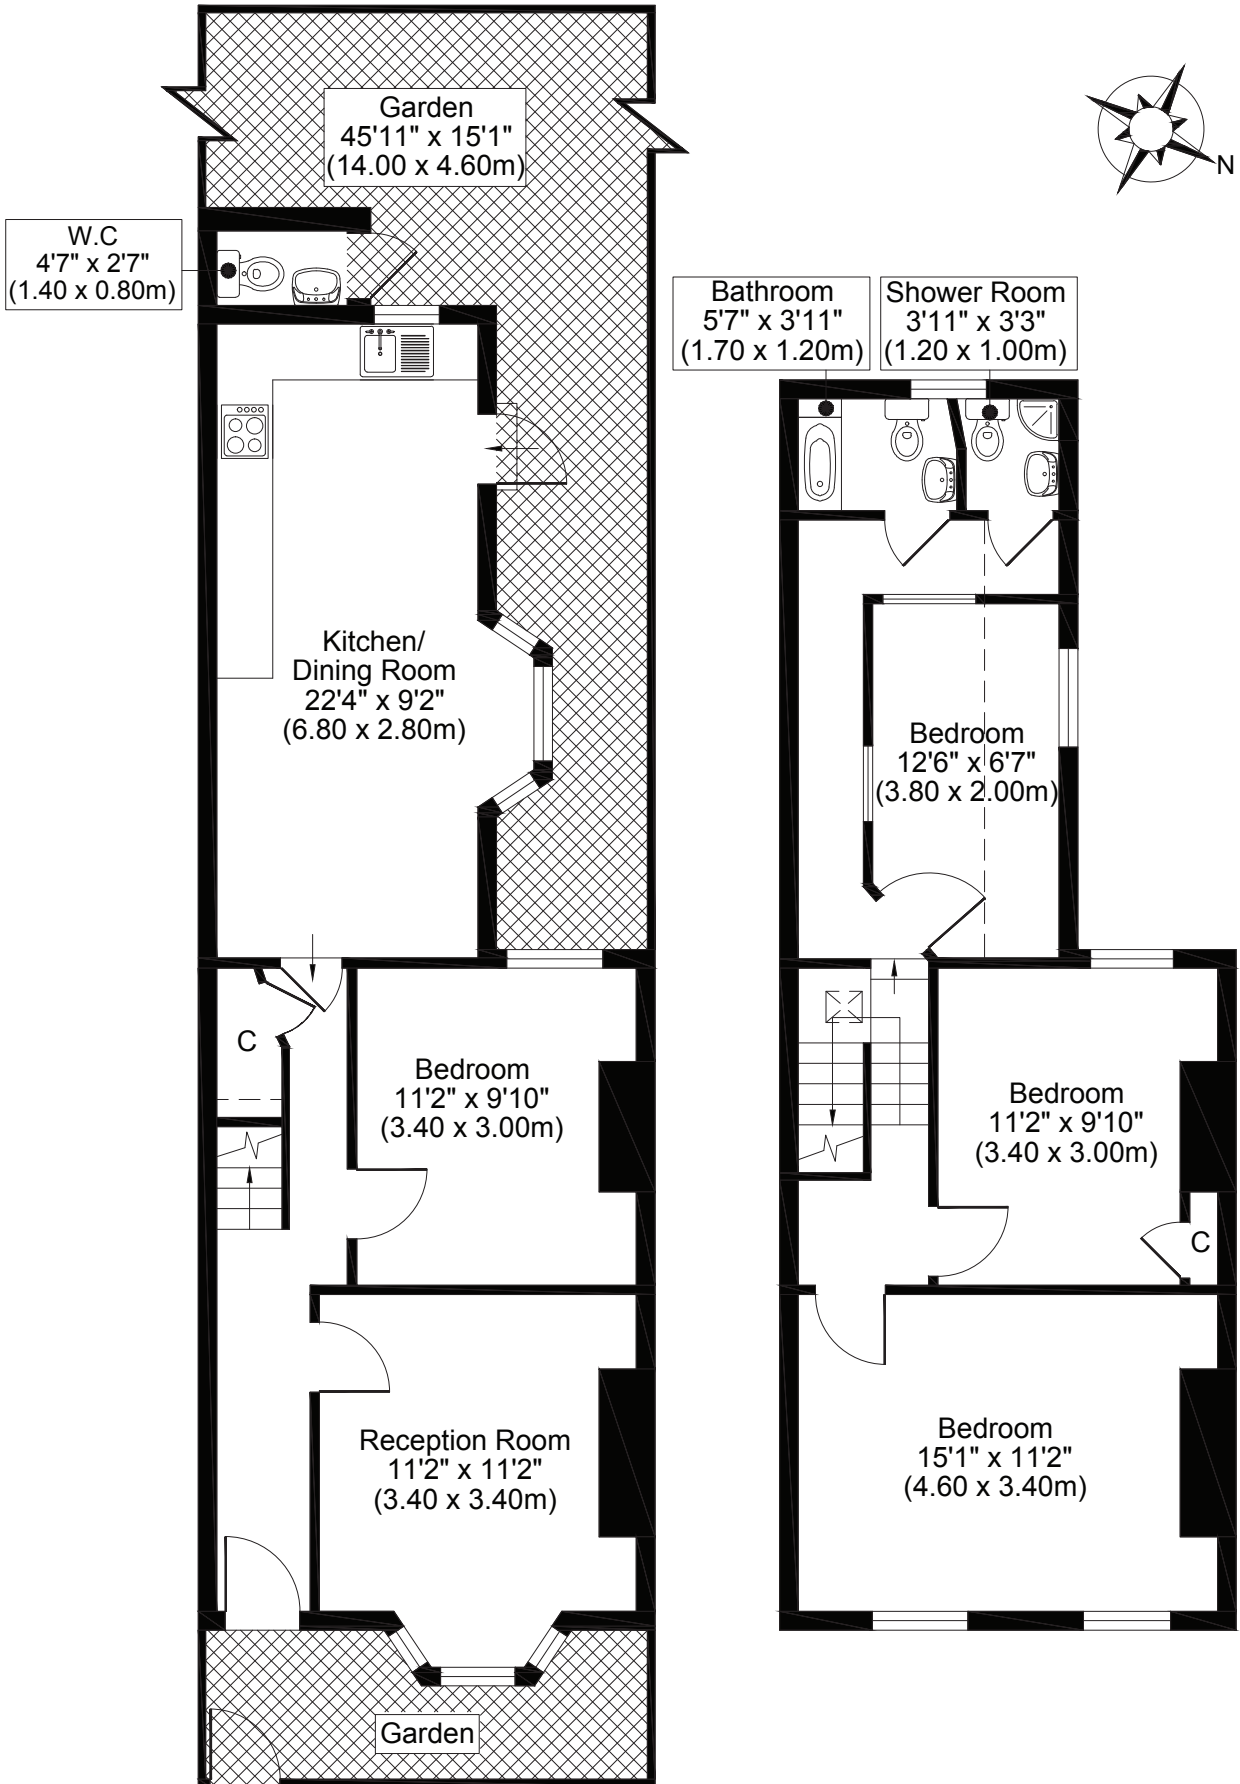 Garden
45'11" x 15'1"
(14.00 x 4.60m)
N
W.C
4'7" x 2'7"
(1.40 x 0.80m)
Bathroom
5'7" x 3'11"
(1.70 x 1.20m)
Shower Room
3'11" x 3'3"
(1.20 x 1.00m)
Kitchen/
Dining Room
22'4" x 9'2"
(6.80 x 2.80m)
Bedroom
12'6" x 6'7"
(3.80 x 2.00m)
C
Bedroom
11'2" x 9'10"
(3.40 x 3.00m)
Bedroom
11'2" x 9'10"
(3.40 x 3.00m)
C
Reception Room
11'2" x 11'2"
(3.40 x 3.40m)
Bedroom
15'1" x 11'2"
(4.60 x 3.40m)
Garden